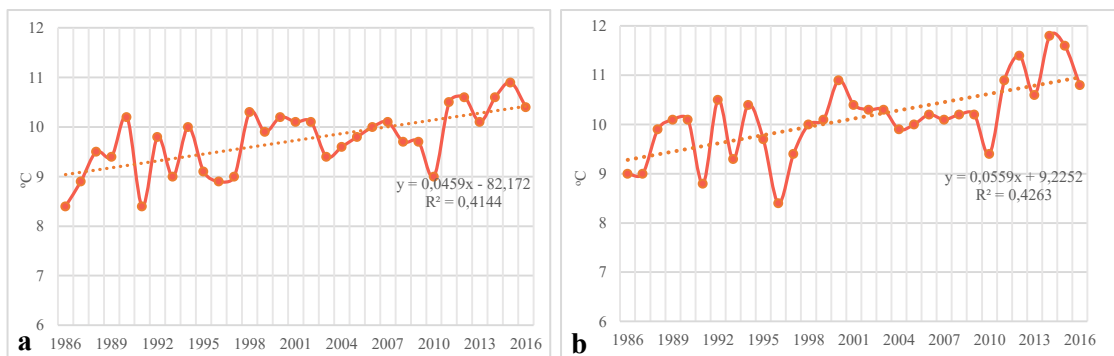 12
11
10
9
8
7
6
°C
1986 1989 1992 1995 1998 2001 2004 2007 2010 2013 2016
y = 0,0459x - 82,172
R² = 0,4144
a
12
11
10
9
8
7
6
°C
1986 1989 1992 1995 1998 2001 2004 2007 2010 2013 2016
y = 0,0559x + 9,2252
R² = 0,4263
b